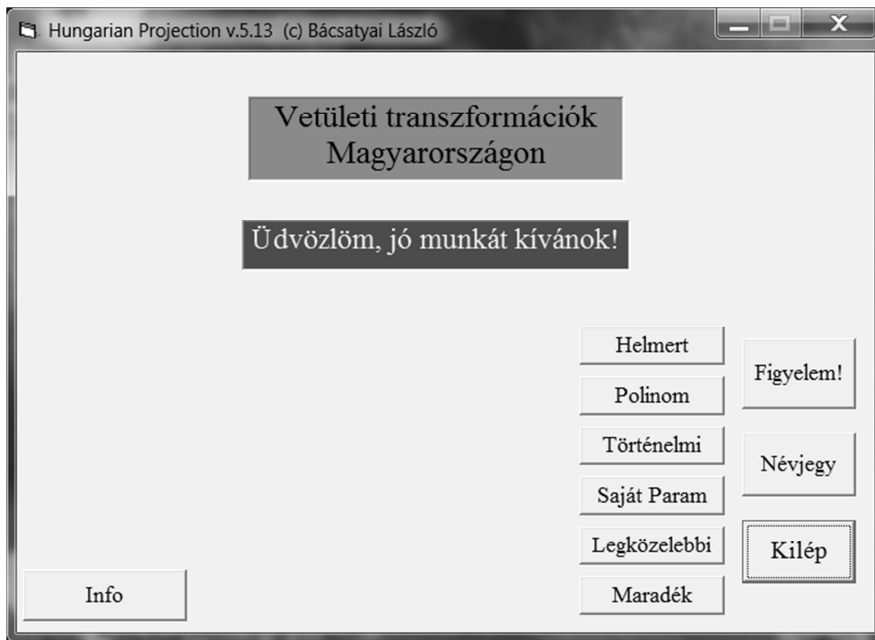 Hungarian Projection v.5.13 (c) Bácsatyai László
Vetületi transzformációk
Magyarországon
Üdvözlöm, jó munkát kívánok!
Helmert
Polinom
Történelmi
Saját Param
Legközelebbi
Maradék
Figyelem!
Névjegy
Kilép
Info